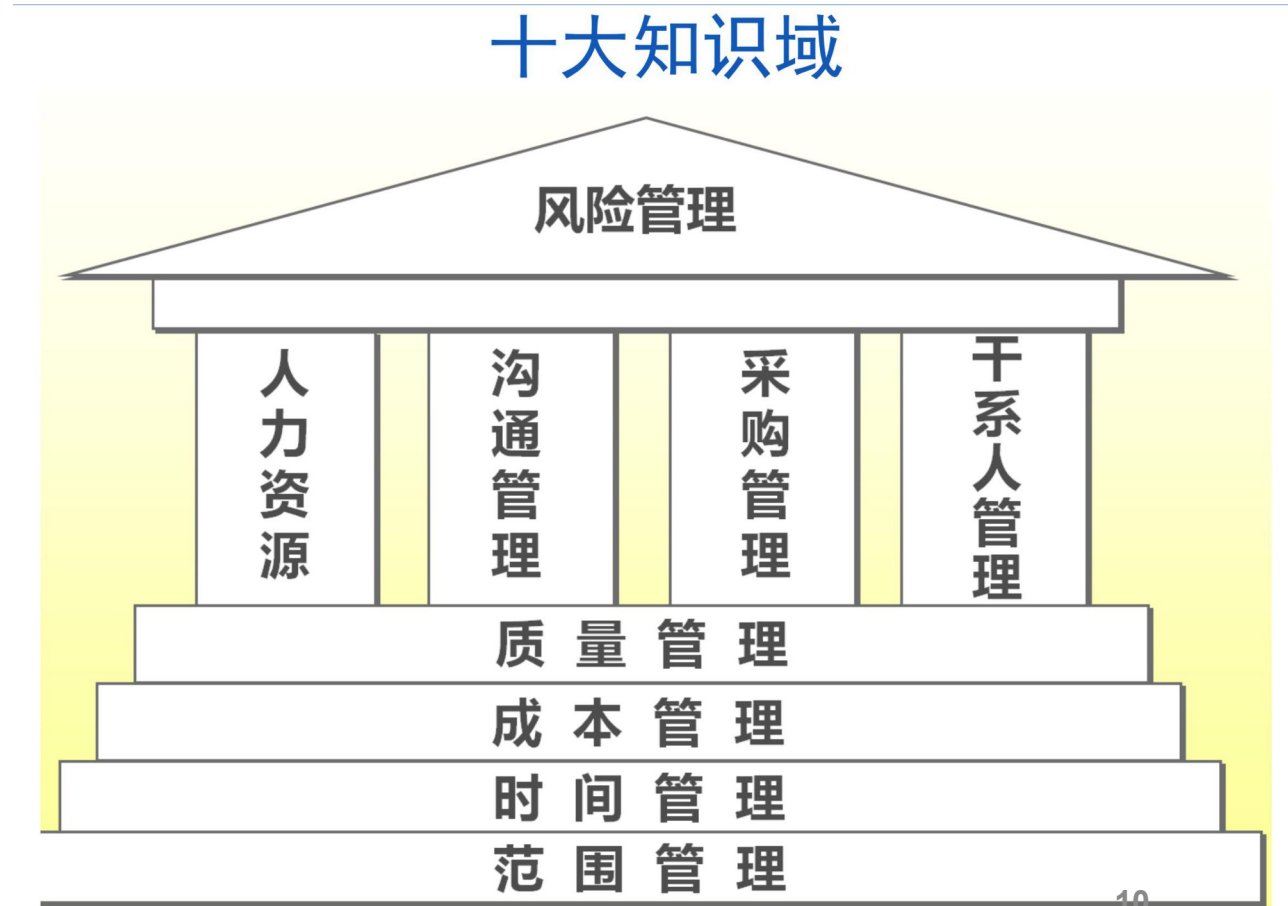 十大知识域
风险管理
人力资源
沟通管理
采购管理
干系人管理
质量管理
成本管理
时间管理
范围管理
10